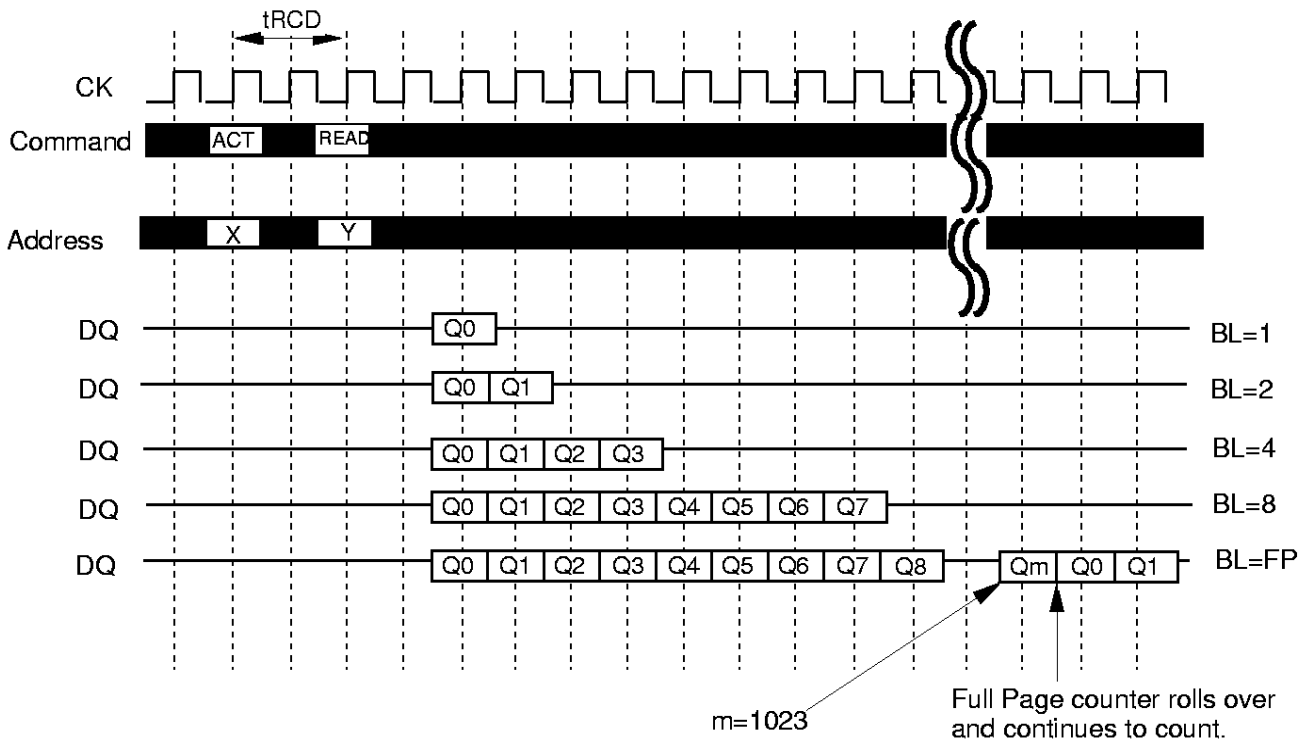 tRCD
CK
Command ACT READ
Address X Y
DQ Q0 BL=1
DQ Q0 Q1 BL=2
DQ Q0 Q1 Q2 Q3 BL=4
DQ Q0 Q1 Q2 Q3 Q4 Q5 Q6 Q7 BL=8
DQ Q0 Q1 Q2 Q3 Q4 Q5 Q6 Q7 Q8 Qm Q0 Q1 BL=FP
m=1023
Full Page counter rolls over
and continues to count.